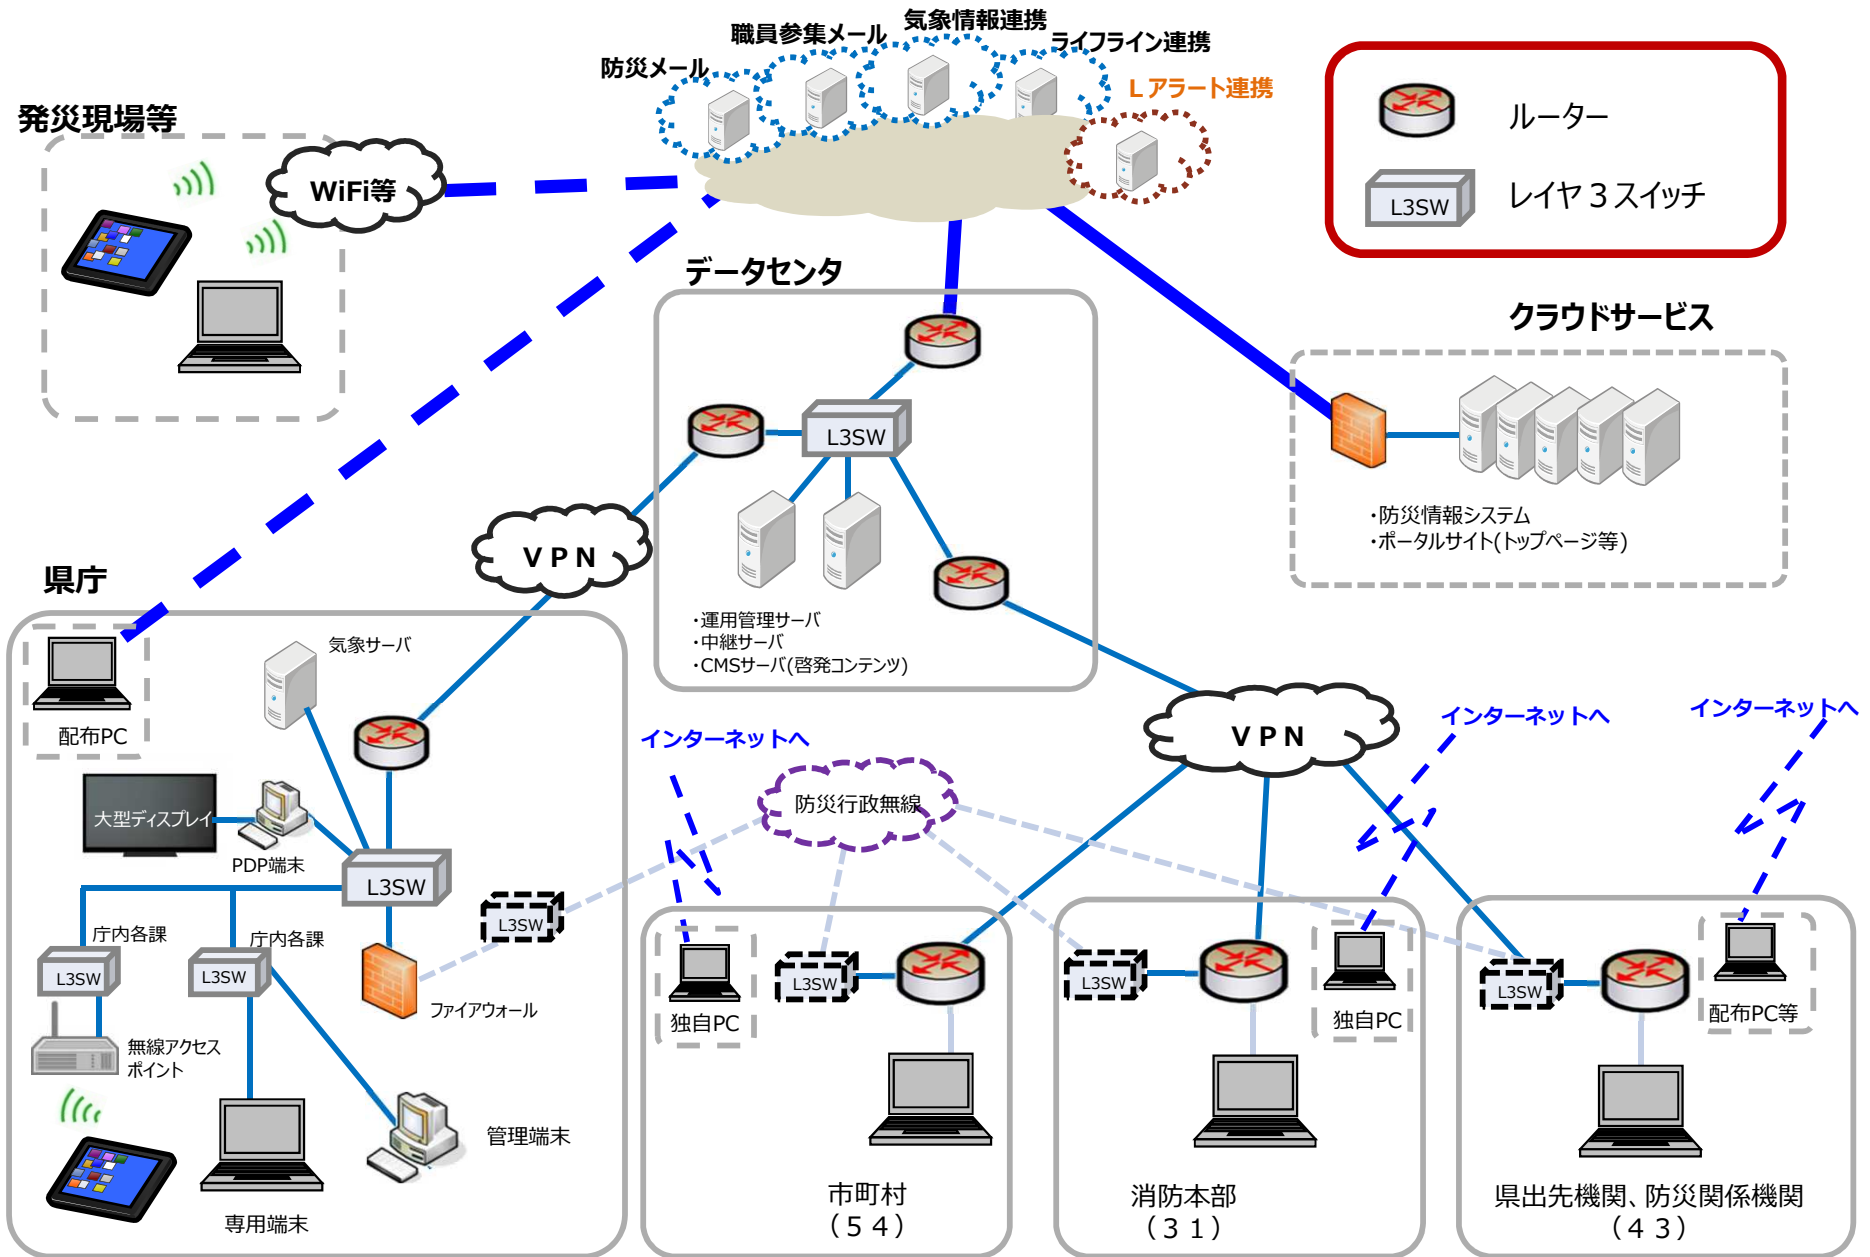 気象情報連携
職員参集メール
ライフライン連携
防災メール
Lアラート連携
発災現場等
WiFi等
ルーター
L3SW
レイヤ3スイッチ
データセンタ
クラウドサービス
L3SW
・防災情報システム
・ポータルサイト(トップページ等)
VPN
・運用管理サーバ
・中継サーバ
・CMSサーバ(啓発コンテンツ)
県庁
気象サーバ
配布PC
大型ディスプレイ
PDP端末
L3SW
庁内各課
L3SW
庁内各課
L3SW
ファイアウォール
無線アクセス
ポイント
管理端末
専用端末
L3SW
インターネットへ
防災行政無線
VPN
インターネットへ
インターネットへ
独自PC
L3SW
市町村
(54)
L3SW
独自PC
消防本部
(31)
L3SW
配布PC等
県出先機関、防災関係機関
(43)